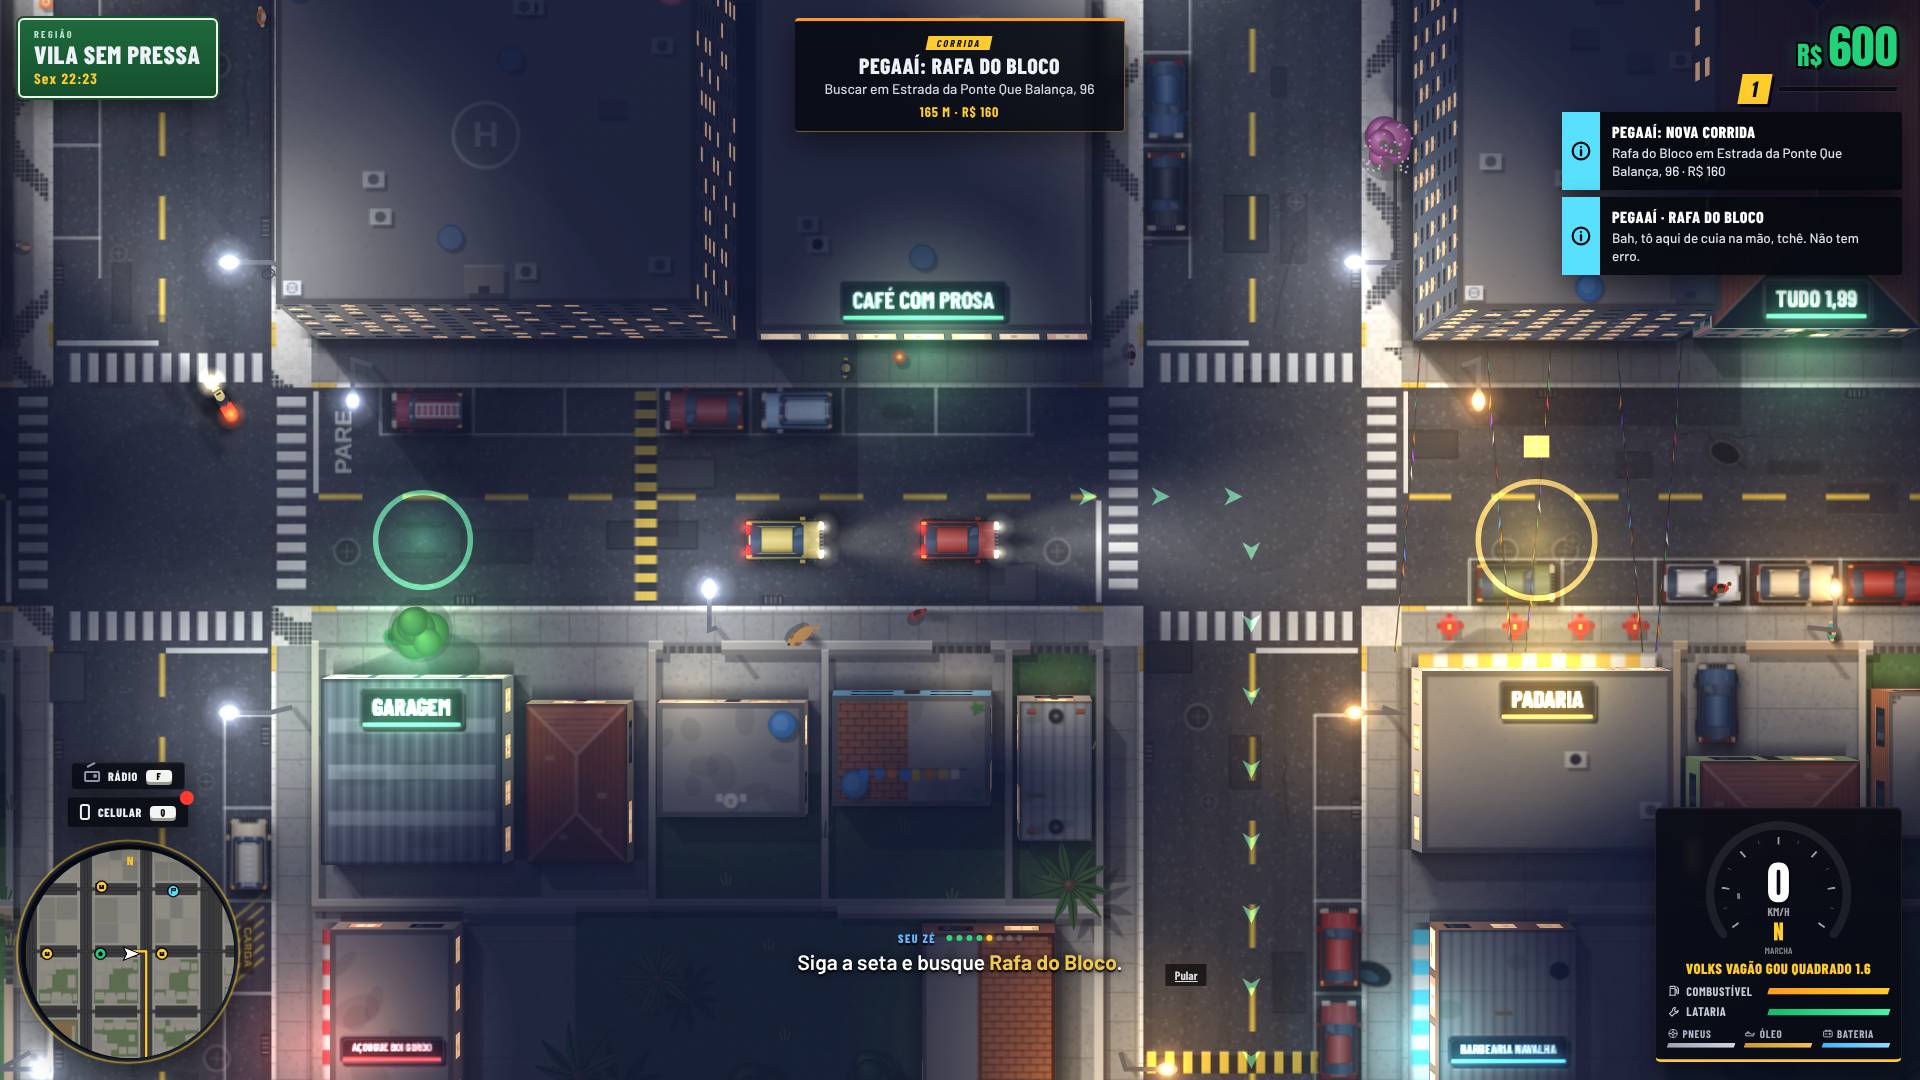 REGIÃO
VILA SEM PRESSA
Sex 22:23
CORRIDA
PEGAAÍ: RAFA DO BLOCO
Buscar em Estrada da Ponte Que Balança, 96
165 M · R$ 160
R$ 600
1
PEGAAÍ: NOVA CORRIDA
Rafa do Bloco em Estrada da Ponte Que
Balança, 96 · R$ 160
PEGAAÍ · RAFA DO BLOCO
Bah, tô aqui de cuia na mão, tchê. Não tem
erro.
H
CAFÉ COM PROSA
TUDO 1,99
PARE
GARAGEM
PADARIA
RÁDIO F
CELULAR Q
N
M
P
M
M
CARGA
SEU ZÉ
Siga a seta e busque Rafa do Bloco.
Pular
AÇOUGUE BOI GORDO
BARBEARIA NAVALHA
0
KM/H
N
MARCHA
VOLKS VAGÃO GOU QUADRADO 1.6
COMBUSTÍVEL
LATARIA
PNEUS
ÓLEO
BATERIA